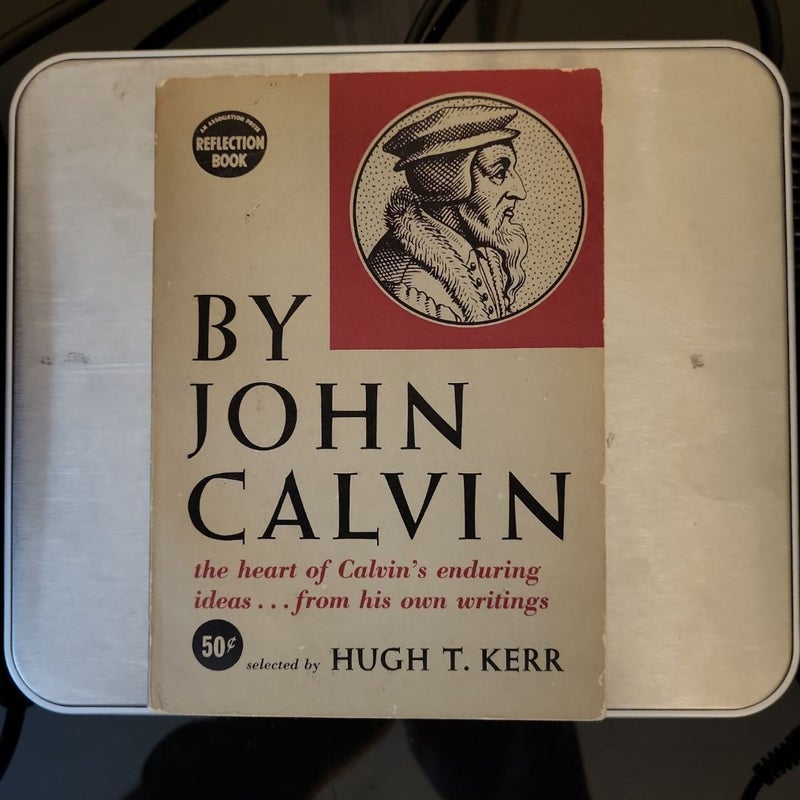 AN ASSOCIATION PRESS
REFLECTION
BOOK
BY
JOHN
CALVIN
the heart of Calvin's enduring
ideas...from his own writings
50¢
selected by HUGH T. KERR